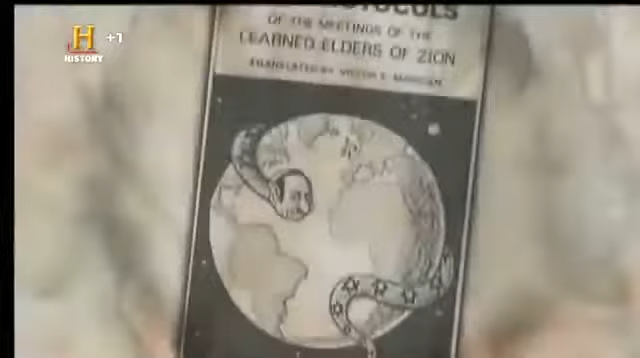 H +1
HISTORY
OF THE MEETINGS OF THE
LEARNED ELDERS OF ZION
TRANSLATED BY VICTOR E. MARSDEN